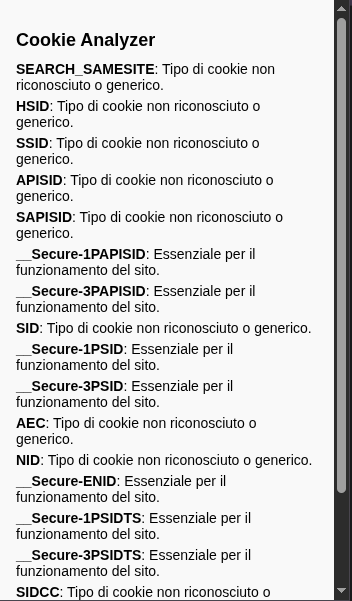 Cookie Analyzer
SEARCH_SAMESITE: Tipo di cookie non
riconosciuto o generico.
HSID: Tipo di cookie non riconosciuto o
generico.
SSID: Tipo di cookie non riconosciuto o
generico.
APISID: Tipo di cookie non riconosciuto o
generico.
SAPISID: Tipo di cookie non riconosciuto o
generico.
__Secure-1PAPISID: Essenziale per il
funzionamento del sito.
__Secure-3PAPISID: Essenziale per il
funzionamento del sito.
SID: Tipo di cookie non riconosciuto o generico.
__Secure-1PSID: Essenziale per il
funzionamento del sito.
__Secure-3PSID: Essenziale per il
funzionamento del sito.
AEC: Tipo di cookie non riconosciuto o
generico.
NID: Tipo di cookie non riconosciuto o generico.
__Secure-ENID: Essenziale per il
funzionamento del sito.
__Secure-1PSIDTS: Essenziale per il
funzionamento del sito.
__Secure-3PSIDTS: Essenziale per il
funzionamento del sito.
SIDCC: Tipo di cookie non riconosciuto o